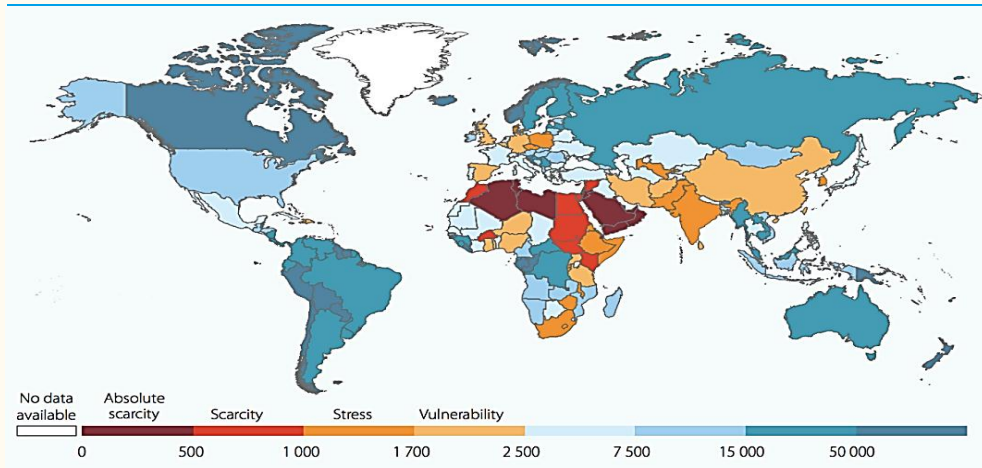 No data
available
Absolute
scarcity
Scarcity
Stress
Vulnerability
0 500 1 000 1 700 2 500 7 500 15 000 50 000